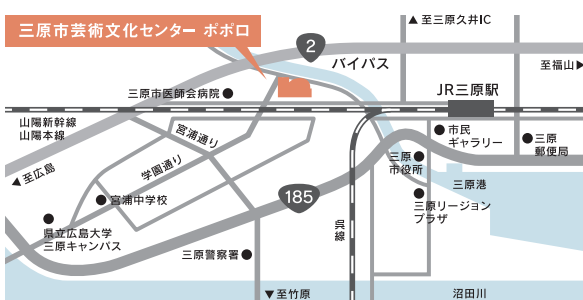 三原市芸術文化センター ポポロ
▲至三原久井IC
2
バイパス
至福山▶
三原市医師会病院
JR三原駅
山陽新幹線
山陽本線
宮浦通り
市民
ギャラリー
三原
郵便局
学園通り
三原
市役所
◀至広島
三原港
宮浦中学校
185
三原リージョン
プラザ
県立広島大学
三原キャンパス
呉線
三原警察署
▼至竹原
沼田川